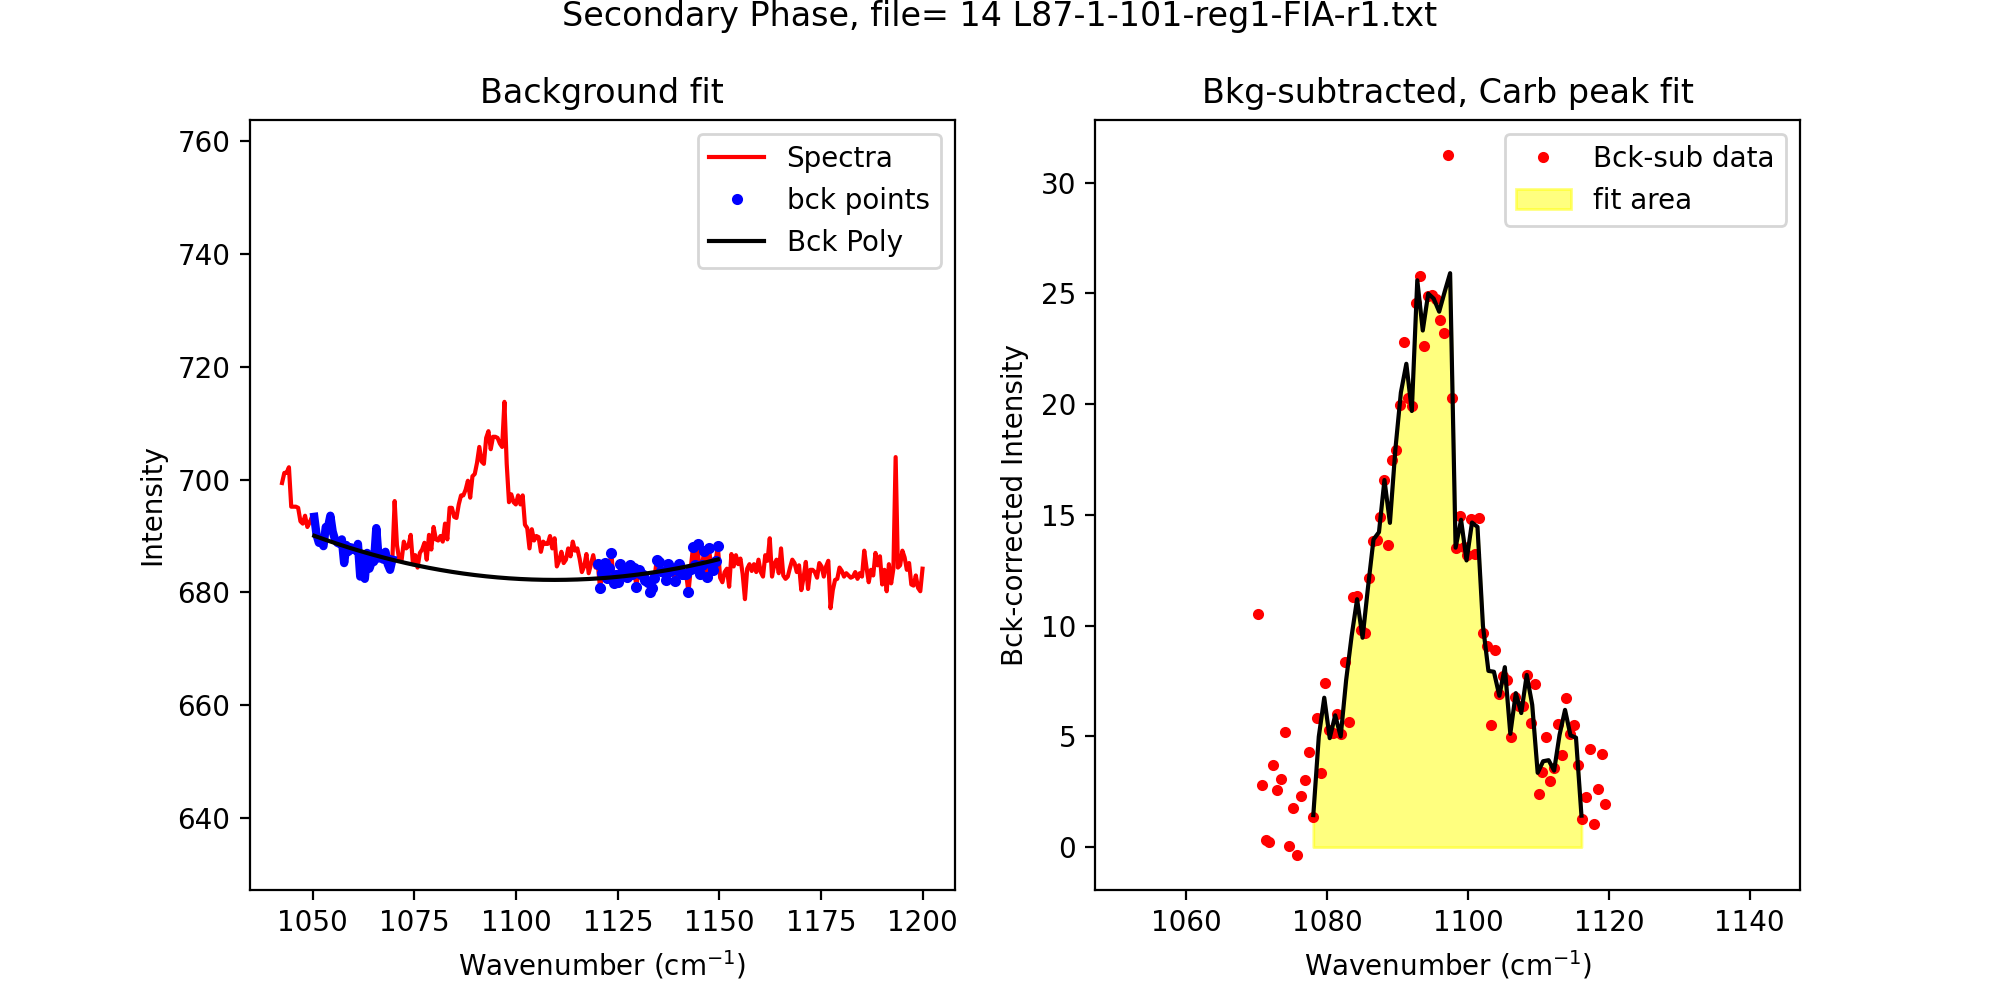 Secondary Phase, file= 14 L87-1-101-reg1-FIA-r1.txt
Background fit
Spectra
bck points
Bck Poly
760
740
720
700
680
660
640
Intensity
1050 1075 1100 1125 1150 1175 1200
Wavenumber (cm⁻¹)
Bkg-subtracted, Carb peak fit
Bck-sub data
fit area
30
25
20
15
10
5
0
Bck-corrected Intensity
1060 1080 1100 1120 1140
Wavenumber (cm⁻¹)